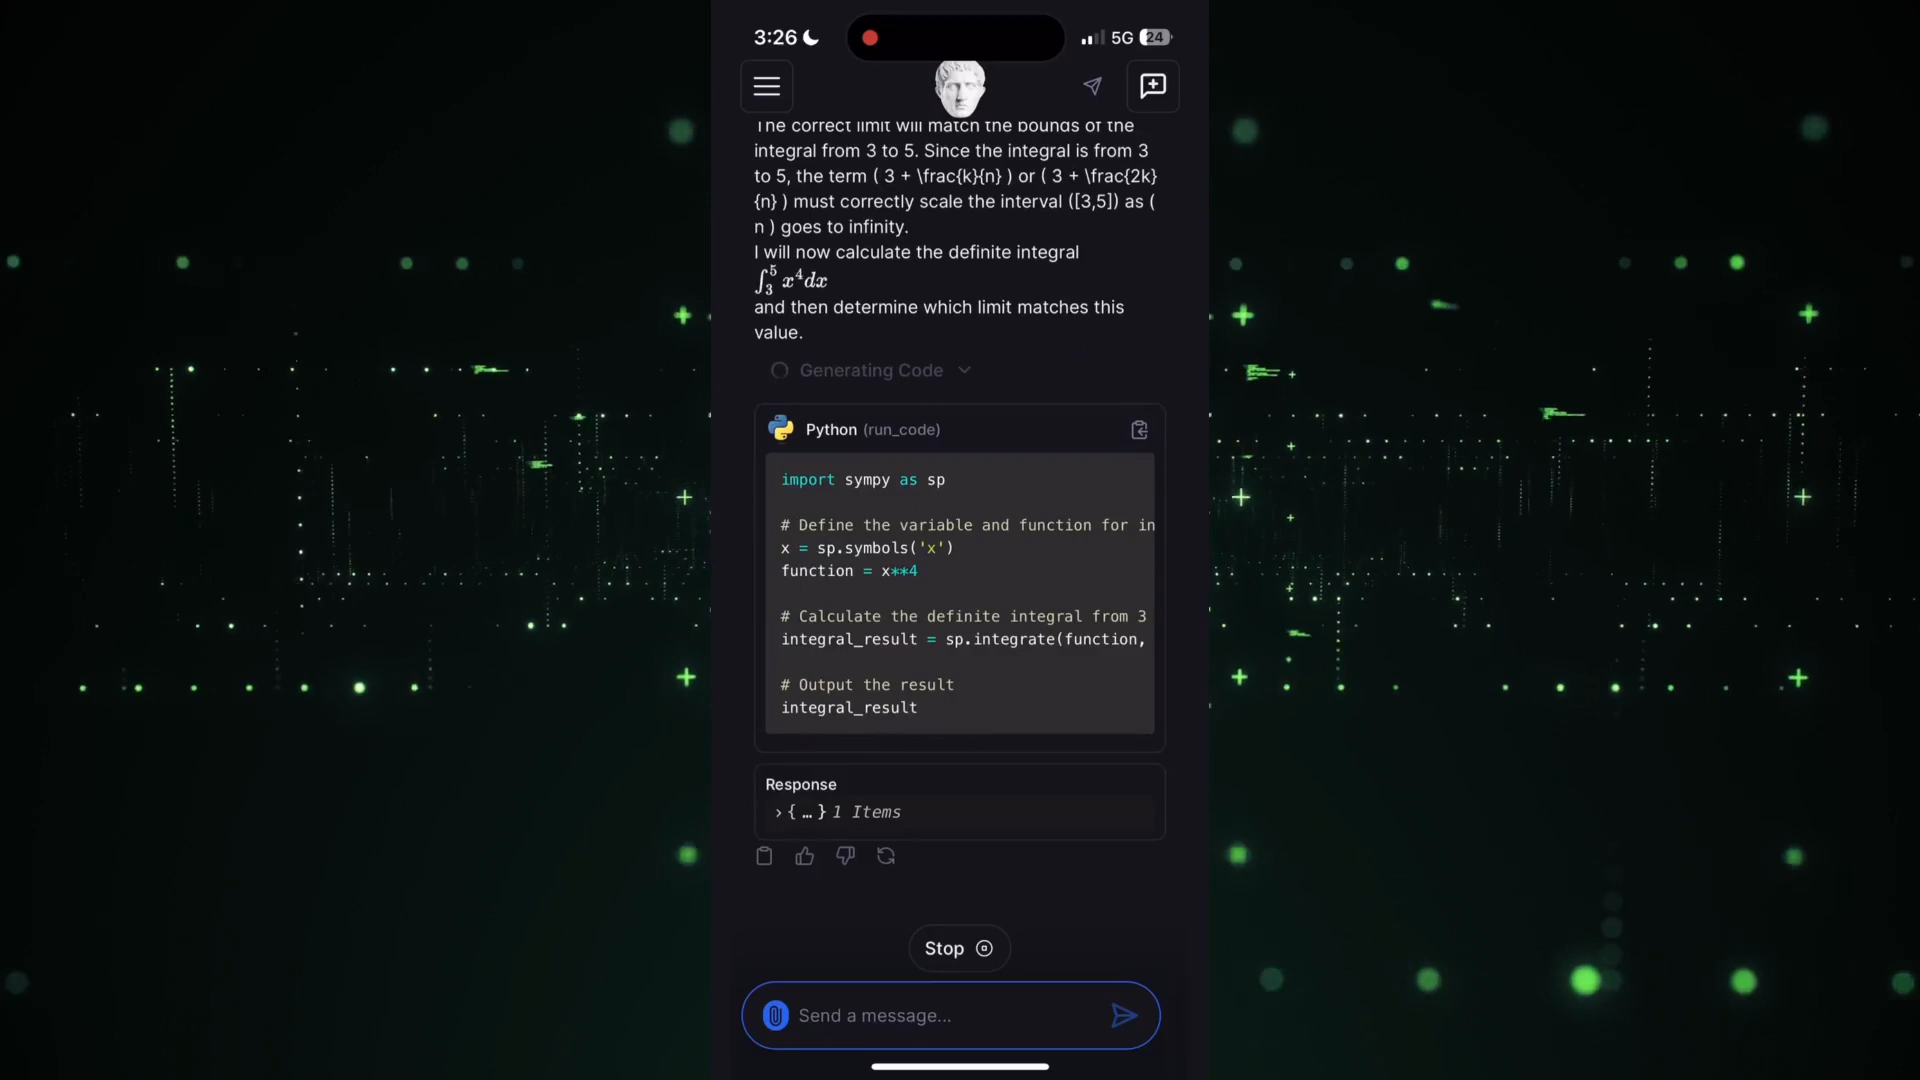 3:26
5G 24
The correct limit will match the bounds of the
integral from 3 to 5. Since the integral is from 3
to 5, the term ( 3 + \frac{k}{n} ) or ( 3 + \frac{2k}
{n} ) must correctly scale the interval ([3,5]) as (
n ) goes to infinity.
I will now calculate the definite integral
∫₃⁵ x⁴dx
and then determine which limit matches this
value.
Generating Code
Python (run_code)
import sympy as sp
# Define the variable and function for in
x = sp.symbols('x')
function = x**4
# Calculate the definite integral from 3
integral_result = sp.integrate(function,
# Output the result
integral_result
Response
›{ … } 1 Items
Stop
Send a message...